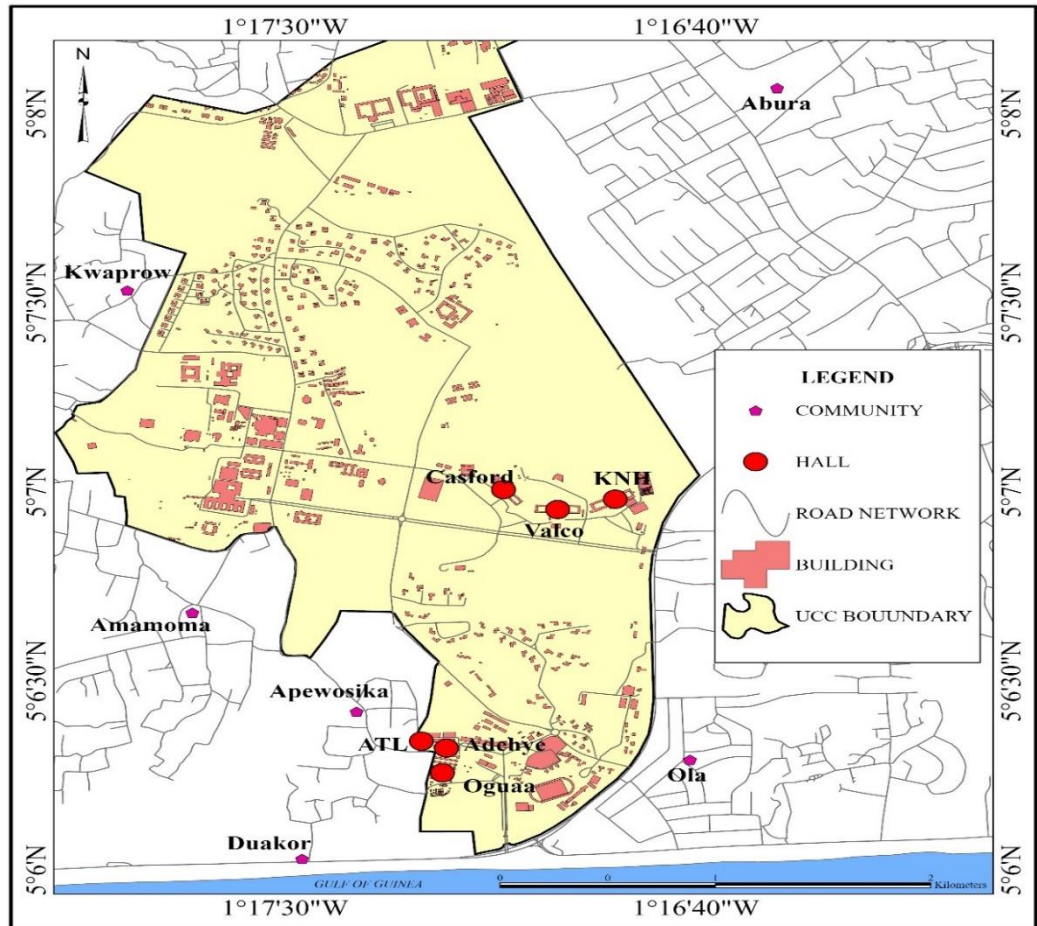 1°17'30"W
1°16'40"W
N
5°8'N
5°8'N
Abura
Kwaprow
5°7'30"N
5°7'30"N
LEGEND
COMMUNITY
HALL
ROAD NETWORK
BUILDING
UCC BOUUNDARY
Casford
KNH
Valco
5°7'N
5°7'N
Amamoma
Apewosika
5°6'30"N
5°6'30"N
ATL
Adehye
Oguaa
Ola
Duakor
5°6'N
5°6'N
GULF OF GUINEA
0 0 1 2
Kilometers
1°17'30"W
1°16'40"W